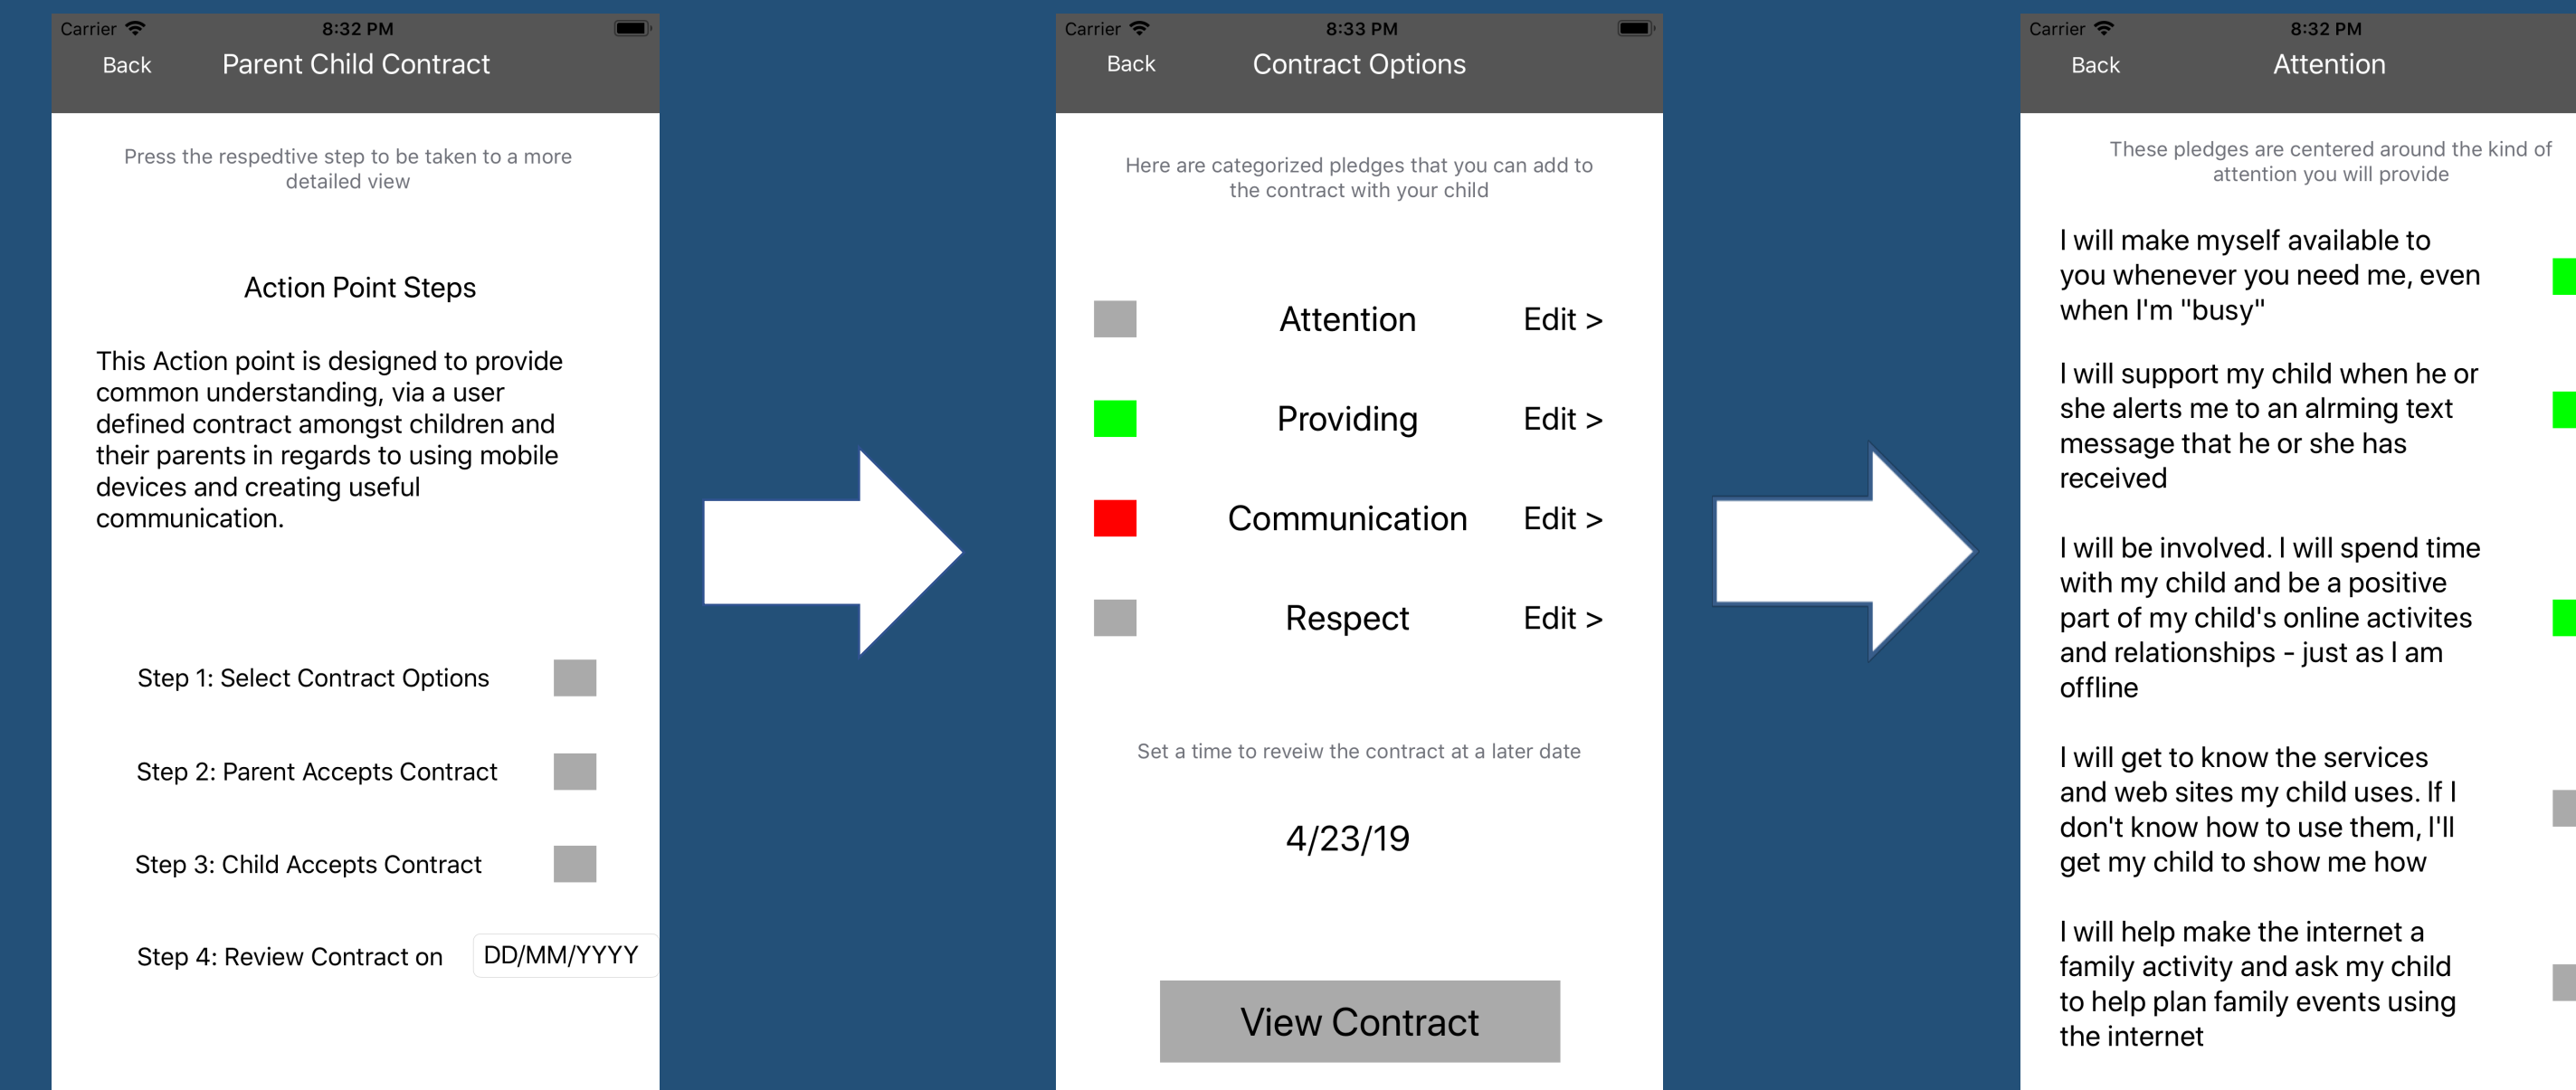 Carrier
8:32 PM
Back
Parent Child Contract
Press the respedtive step to be taken to a more
detailed view
Action Point Steps
This Action point is designed to provide
common understanding, via a user
defined contract amongst children and
their parents in regards to using mobile
devices and creating useful
communication.
Step 1: Select Contract Options
Step 2: Parent Accepts Contract
Step 3: Child Accepts Contract
Step 4: Review Contract on DD/MM/YYYY
Carrier
8:33 PM
Back
Contract Options
Here are categorized pledges that you can add to
the contract with your child
Attention Edit >
Providing Edit >
Communication Edit >
Respect Edit >
Set a time to reveiw the contract at a later date
4/23/19
View Contract
Carrier
8:32 PM
Back
Attention
These pledges are centered around the kind of
attention you will provide
I will make myself available to
you whenever you need me, even
when I'm "busy"
I will support my child when he or
she alerts me to an alrming text
message that he or she has
received
I will be involved. I will spend time
with my child and be a positive
part of my child's online activites
and relationships - just as I am
offline
I will get to know the services
and web sites my child uses. If I
don't know how to use them, I'll
get my child to show me how
I will help make the internet a
family activity and ask my child
to help plan family events using
the internet